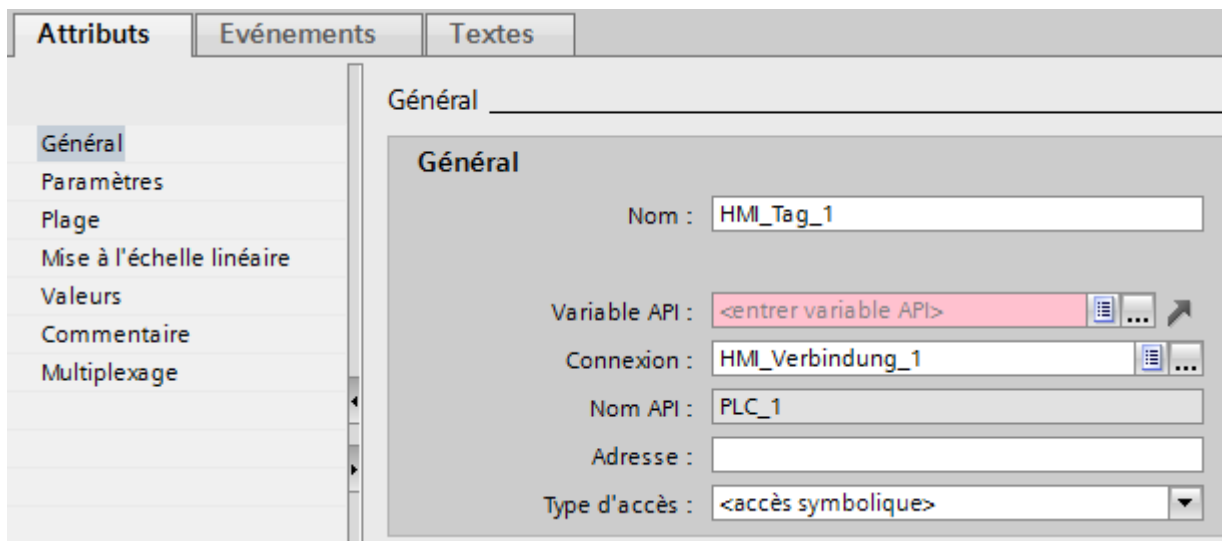 Attributs
Evénements
Textes
Général
Paramètres
Plage
Mise à l'échelle linéaire
Valeurs
Commentaire
Multiplexage
Général
Général
Nom : HMI_Tag_1
Variable API : <entrer variable API> ...
Connexion : HMI_Verbindung_1 ...
Nom API : PLC_1
Adresse :
Type d'accès : <accès symbolique>